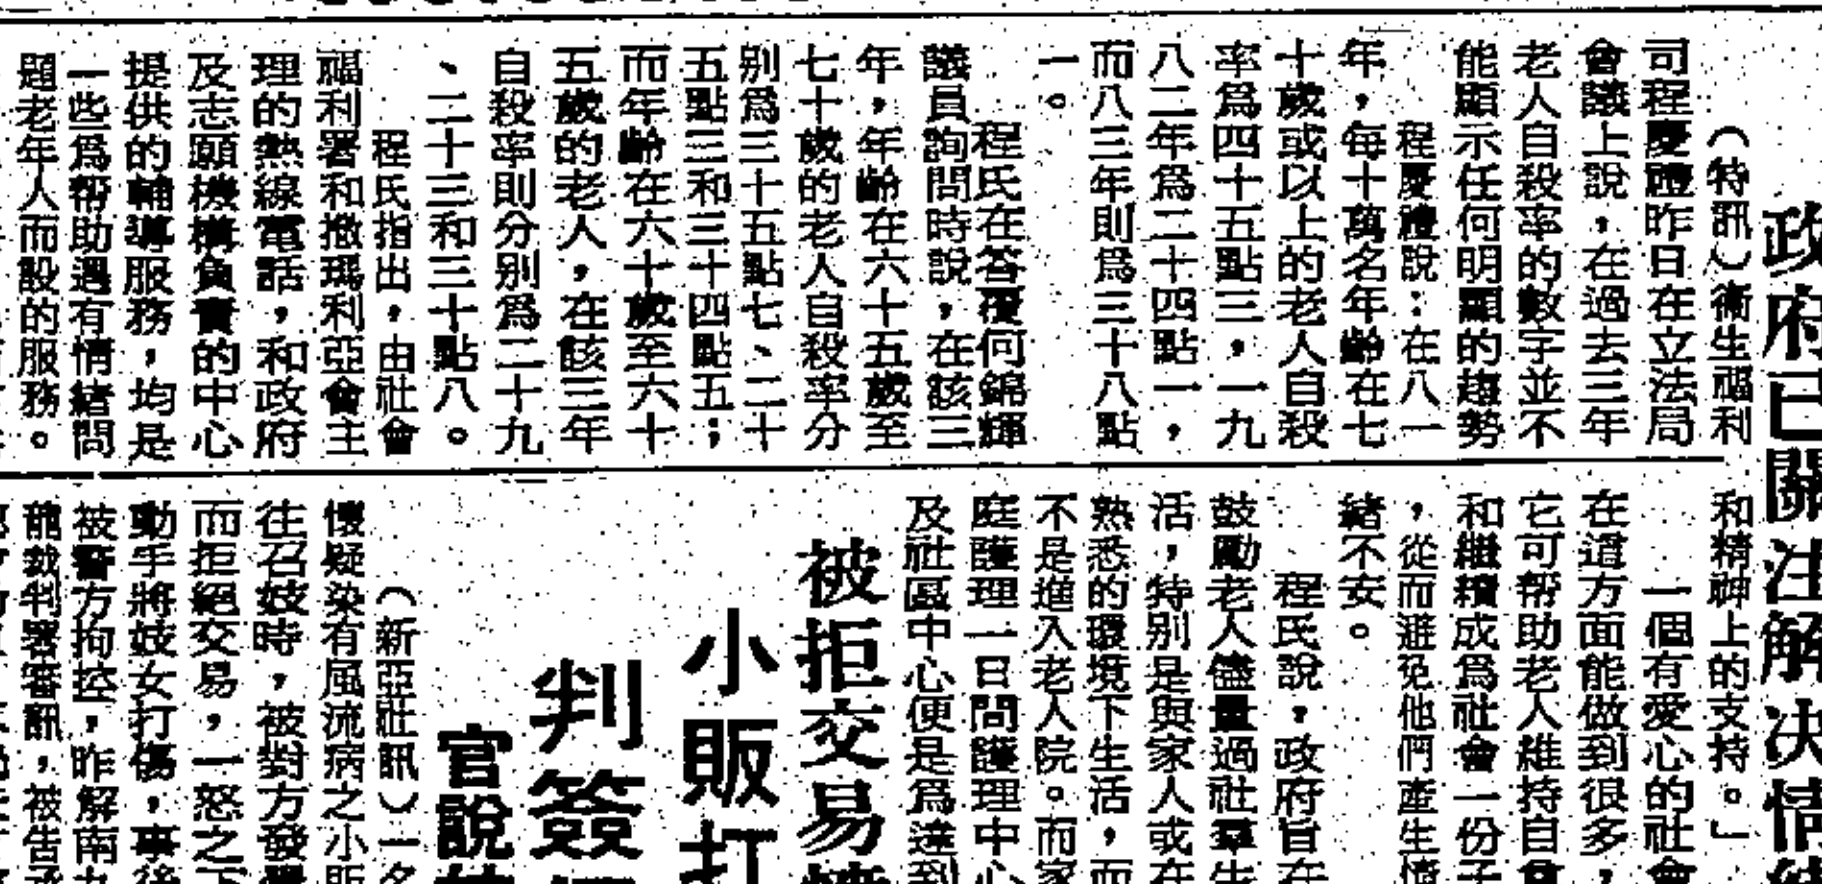 政府已關注解決情緒
（特訊）衛生福利
司程慶禮昨日在立法局
會議上說，在過去三年
老人自殺率的數字並不
能顯示任何明顯的趨勢
程慶禮說：在八一
年，每十萬名年齡在七
十歲或以上的老人自殺
率爲四十五點三，一九
八二年爲二十四點一，
而八三年則爲三十八點
一。
程氏在答覆何錦輝
議員詢問時說，在該三
年，年齡在六十五歲至
七十歲的老人自殺率分
別爲三十五點七、二十
五點三和三十四點五；
而年齡在六十歲至六十
五歲的老人，在該三年
自殺率則分別爲二十九
、二十三和三十點八。
程氏指出，由社會
福利署和撒瑪利亞會主
理的熱線電話，和政府
及志願機構負責的中心
提供的輔導服務，均是
一些爲帮助遇有情緒問
題老年人而設的服務。
和精神上的支持。」
一個有愛心的社會
在這方面能做到很多，
它可帮助老人維持自
和繼續成爲社會一份子
，從而避免他們產生情
緒不安。
程氏說，政府旨在
鼓勵老人儘量過社羣生
活，特別是與家人或在
熟悉的環境下生活，而
不是進入老人院。而家
庭護理一日間護理中心
及社區中心便是爲達到
被拒交易
小販打
判簽
官說
（新亞社訊）一名
懷疑染有風流病之小販
往召妓時，被對方發
而拒絕交易，一怒之下
動手將妓女打傷，事後
被警方拘控，昨解南九
龍裁判署審訊，被告承